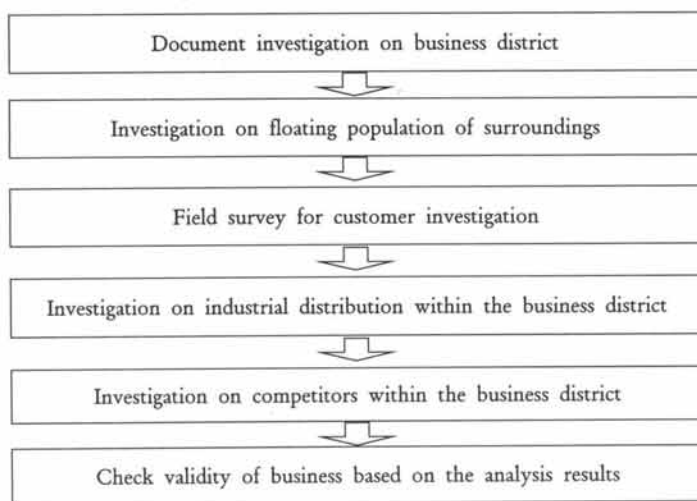 Document investigation on business district
Investigation on floating population of surroundings
Field survey for customer investigation
Investigation on industrial distribution within the business district
Investigation on competitors within the business district
Check validity of business based on the analysis results